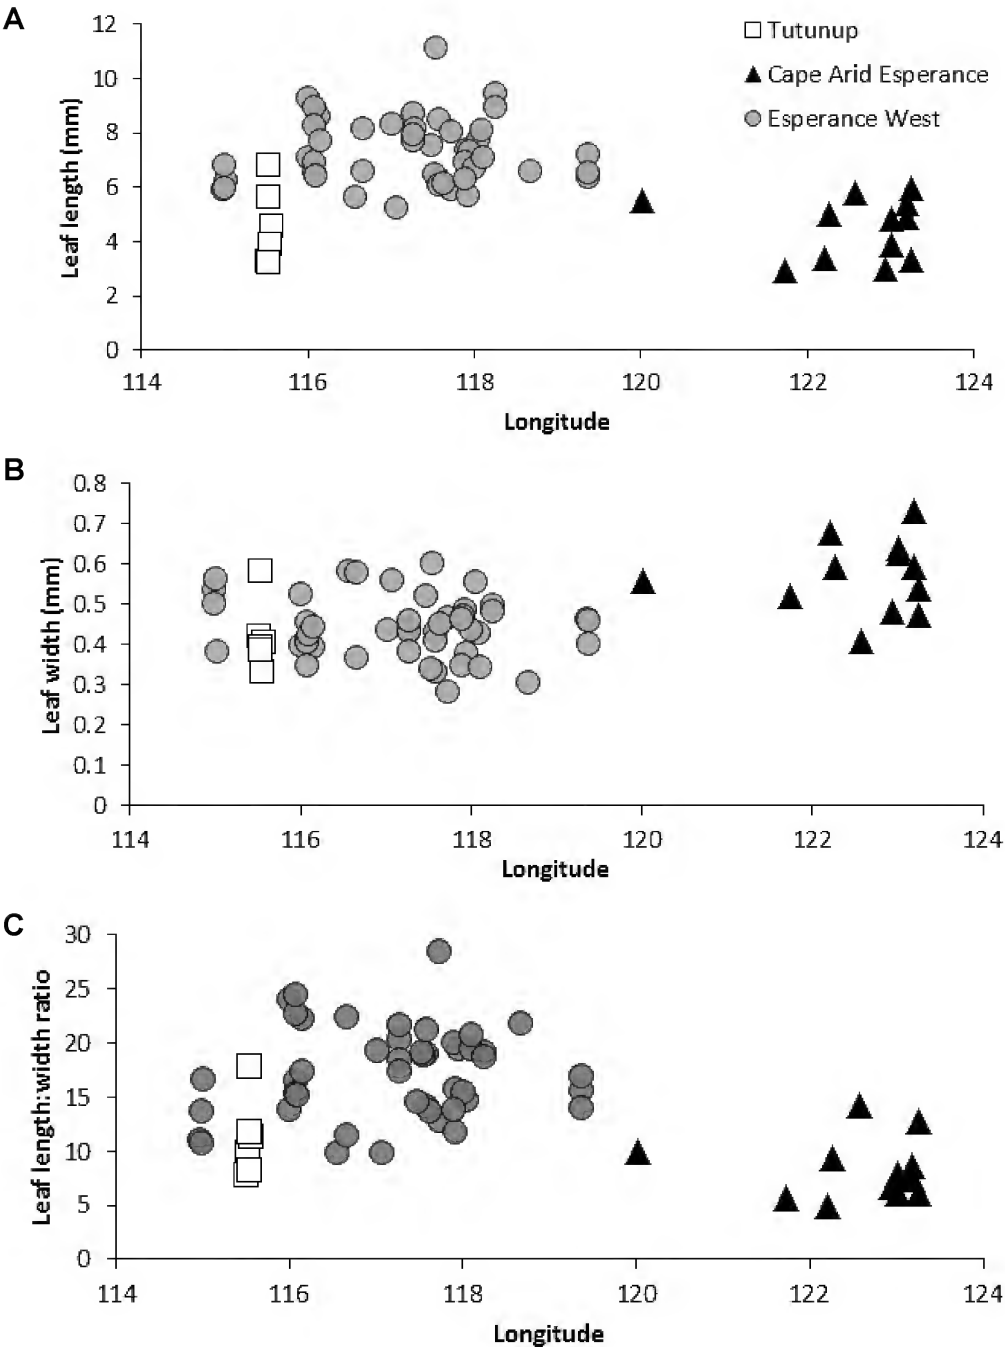 A
12
10
8
6
4
2
0
Leaf length (mm)
Tutunup
Cape Arid Esperance
Esperance West
114 116 118 120 122 124
Longitude
B
0.8
0.7
0.6
0.5
0.4
0.3
0.2
0.1
0
Leaf width (mm)
114 116 118 120 122 124
Longitude
C
30
25
20
15
10
5
0
Leaf length:width ratio
114 116 118 120 122 124
Longitude